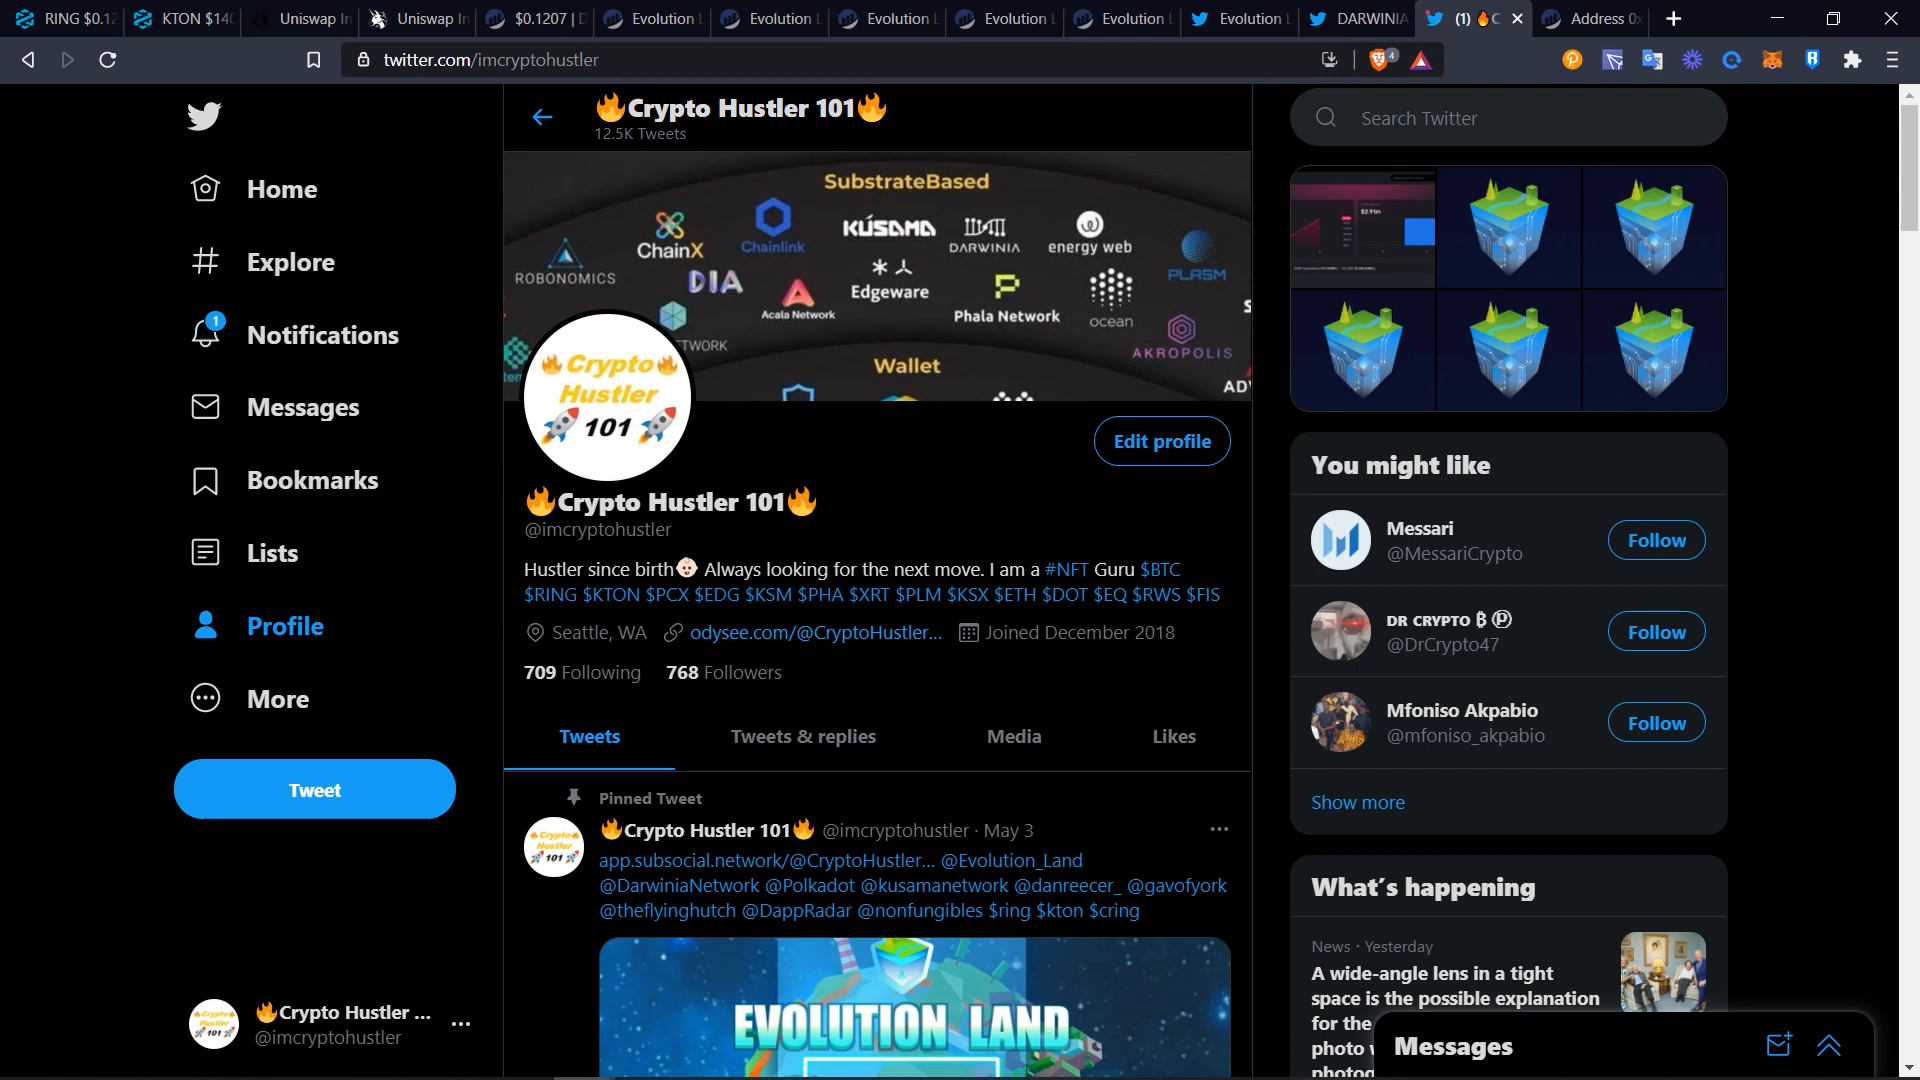 RING $0.12
KTON $140
Uniswap In
Uniswap In
$0.1207 | D
Evolution L
Evolution L
Evolution L
Evolution L
Evolution L
Evolution L
DARWINIA
(1) 🔥C
Address 0x
twitter.com/imcryptohustler
4
🔥Crypto Hustler 101🔥
12.5K Tweets
Search Twitter
Home
Explore
1
Notifications
Messages
Bookmarks
Lists
Profile
More
Tweet
SubstrateBased
ROBONOMICS
ChainX
Chainlink
KUSAMA
DARWINIA
energy web
PLASM
DIA
Acala Network
Edgeware
Phala Network
ocean
AKROPOLIS
TWORK
Wallet
$2.91m
🔥Crypto🔥
Hustler
🚀 101 🚀
Edit profile
🔥Crypto Hustler 101🔥
@imcryptohustler
Hustler since birth👶🏻 Always looking for the next move. I am a #NFT Guru $BTC
$RING $KTON $PCX $EDG $KSM $PHA $XRT $PLM $KSX $ETH $DOT $EQ $RWS $FIS
Seattle, WA odysee.com/@CryptoHustler... Joined December 2018
709 Following 768 Followers
Tweets Tweets & replies Media Likes
Pinned Tweet
🔥Crypto Hustler 101🔥 @imcryptohustler · May 3
app.subsocial.network/@CryptoHustler... @Evolution_Land
@DarwiniaNetwork @Polkadot @kusamanetwork @danreecer_ @gavofyork
@theflyinghutch @DappRadar @nonfungibles $ring $kton $cring
EVOLUTION LAND
🔥Crypto Hustler ...
@imcryptohustler
You might like
Messari
@MessariCrypto
Follow
DR CRYPTO ₿ Ⓟ
@DrCrypto47
Follow
Mfoniso Akpabio
@mfoniso_akpabio
Follow
Show more
What's happening
News · Yesterday
A wide-angle lens in a tight
space is the possible explanation
for the
photo
Messages